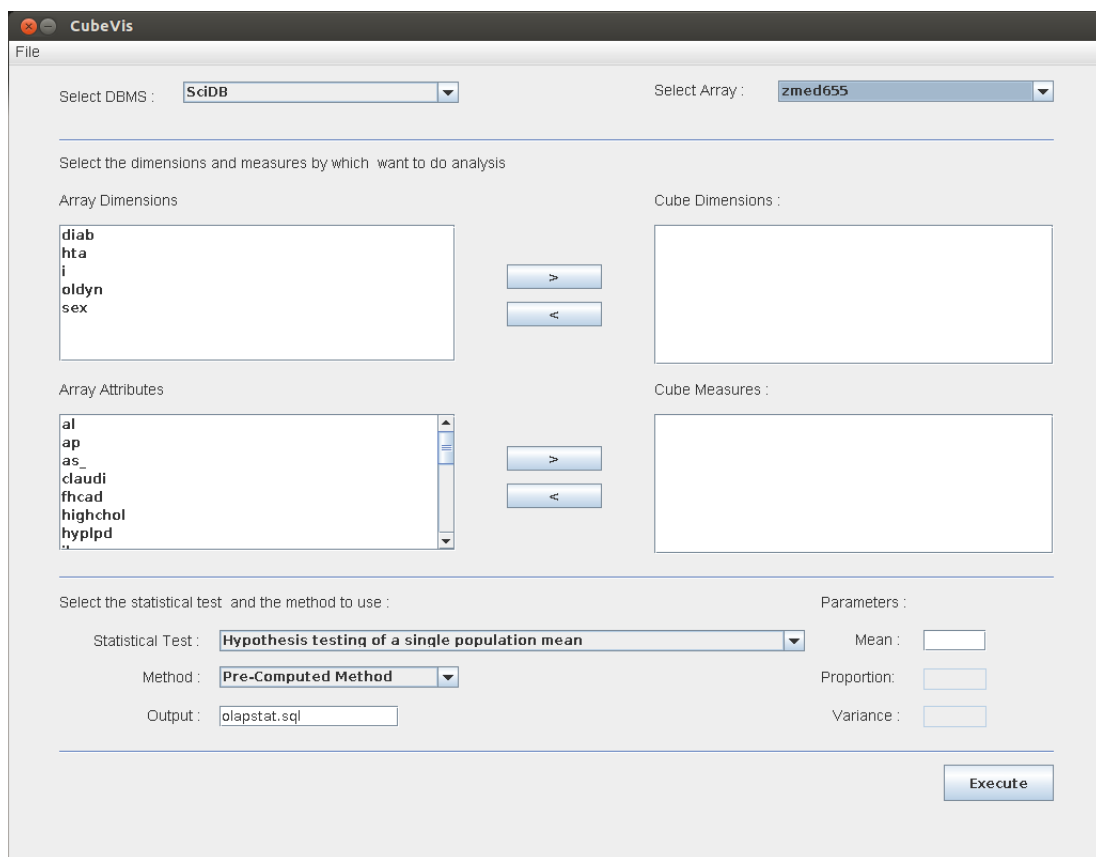 CubeVis
File
Select DBMS :
SciDB
Select Array :
zmed655
Select the dimensions and measures by which want to do analysis
Array Dimensions
Cube Dimensions :
diab
hta
i
oldyn
sex
>
<
Array Attributes
Cube Measures :
al
ap
as_
claudi
fhcad
highchol
hyplpd
>
<
Select the statistical test and the method to use :
Parameters :
Statistical Test :
Hypothesis testing of a single population mean
Mean :
Method :
Pre-Computed Method
Proportion:
Output :
olapstat.sql
Variance :
Execute